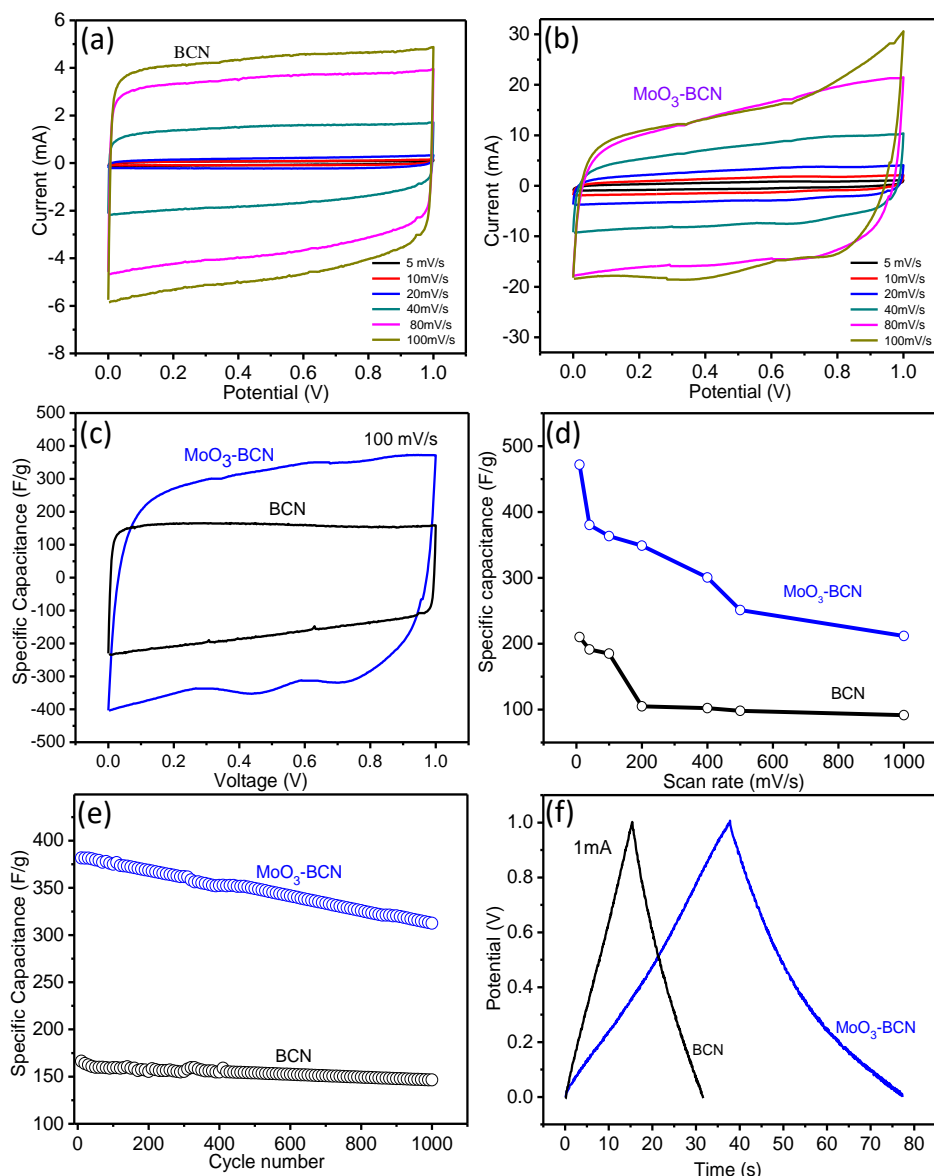 (a)
BCN
6
4
2
0
-2
-4
-6
-8
Current (mA)
5 mV/s
10mV/s
20mV/s
40mV/s
80mV/s
100mV/s
0.0 0.2 0.4 0.6 0.8 1.0
Potential (V)
(b)
MoO3-BCN
30
20
10
0
-10
-20
-30
Current (mA)
5 mV/s
10mV/s
20mV/s
40mV/s
80mV/s
100mV/s
0.0 0.2 0.4 0.6 0.8 1.0
Potential (V)
(c)
100 mV/s
MoO3-BCN
BCN
500
400
300
200
100
0
-100
-200
-300
-400
-500
Specific Capacitance (F/g)
0.0 0.2 0.4 0.6 0.8 1.0
Voltage (V)
(d)
500
400
300
200
100
Specific capacitance (F/g)
MoO3-BCN
BCN
0 200 400 600 800 1000
Scan rate (mV/s)
(e)
400
350
300
250
200
150
100
Specific Capacitance (F/g)
MoO3-BCN
BCN
0 200 400 600 800 1000
Cycle number
(f)
1mA
1.0
0.8
0.6
0.4
0.2
0.0
Potential (V)
BCN
MoO3-BCN
0 10 20 30 40 50 60 70 80
Time (s)